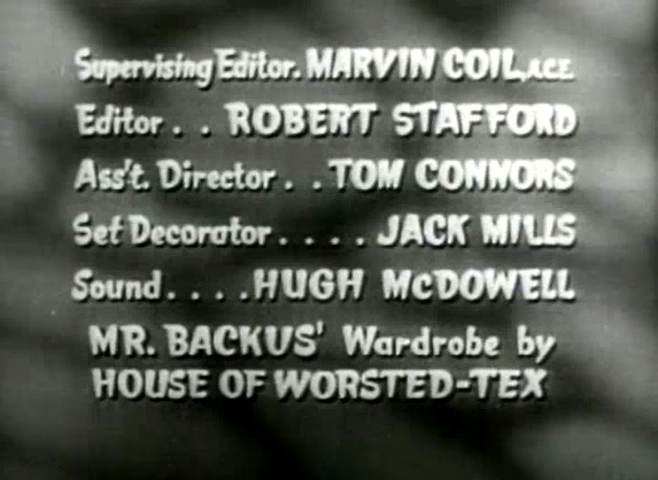 Supervising Editor. MARVIN COIL, A.C.E.
Editor . . ROBERT STAFFORD
Ass't. Director . . TOM CONNORS
Set Decorator . . . . JACK MILLS
Sound . . . . HUGH McDOWELL
MR. BACKUS' Wardrobe by
HOUSE OF WORSTED-TEX